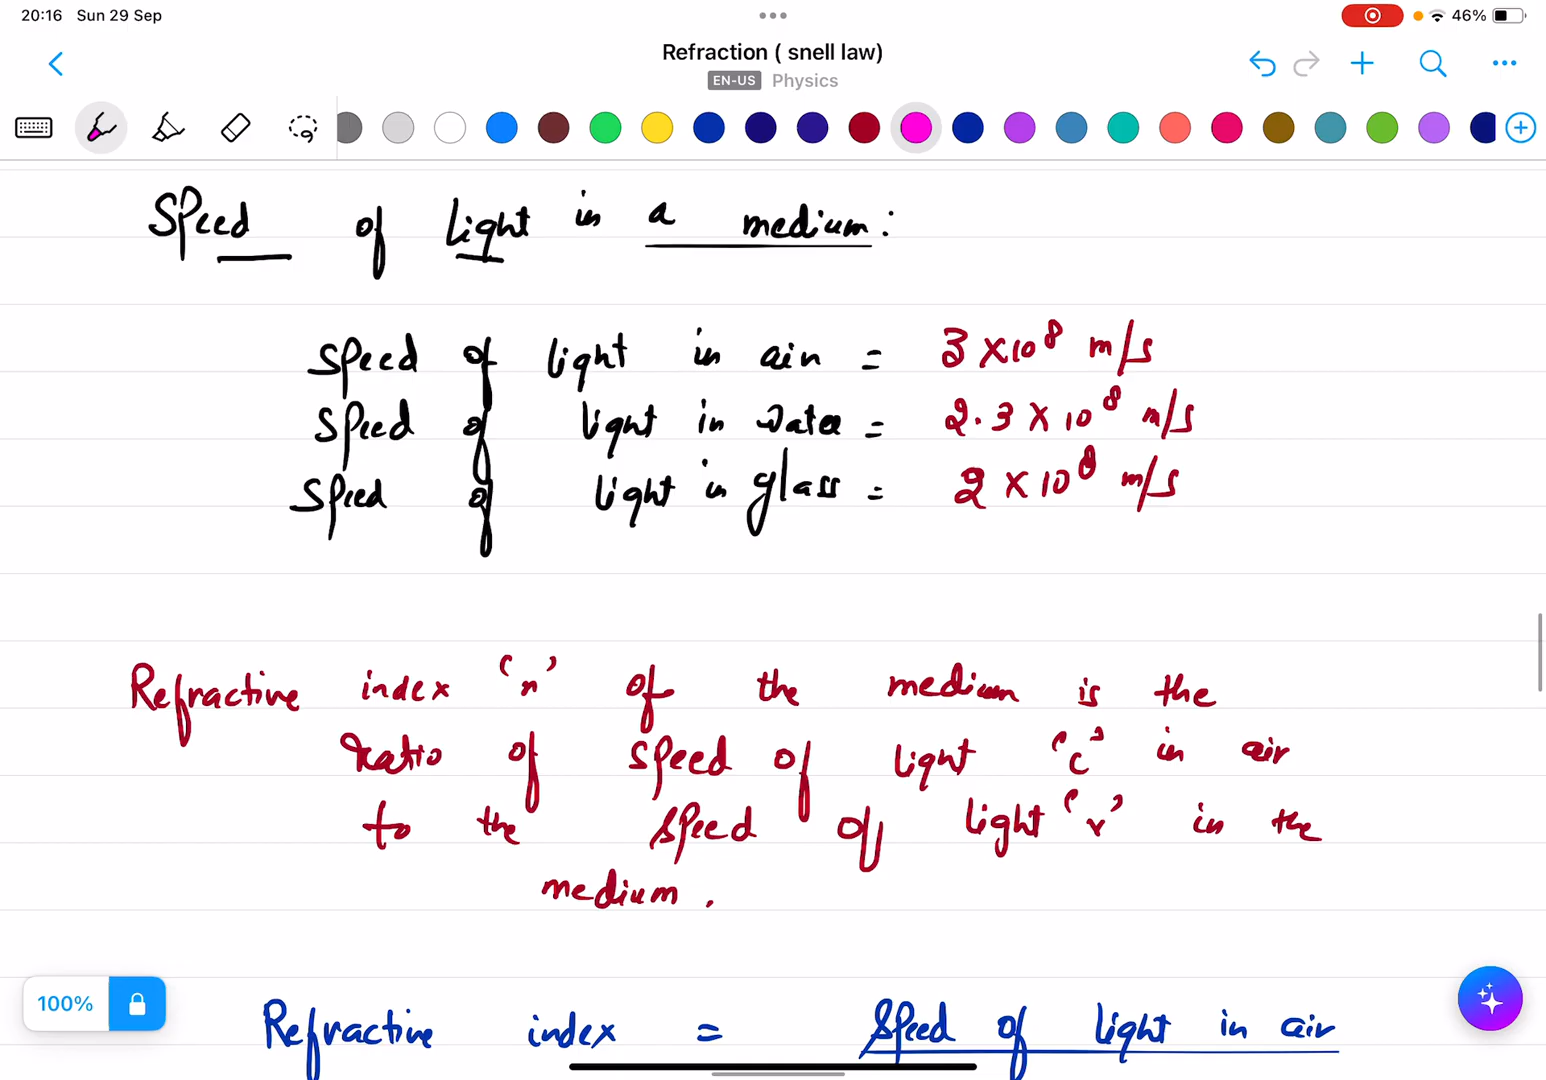 20:16 Sun 29 Sep
46%
Refraction ( snell law)
EN-US Physics
Speed of Light in a medium:
Speed of light in air = 3 × 10⁸ m/s
Speed of light in water = 2.3 × 10⁸ m/s
Speed of light in glass = 2 × 10⁸ m/s
Refractive index 'n' of the medium is the
Ratio of speed of light 'c' in air
to the speed of light 'v' in the
medium.
100%
Refractive index = Speed of light in air